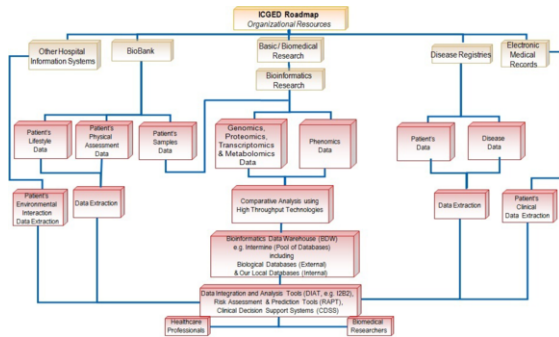 ICGED Roadmap
Organizational Resources
Other Hospital
Information Systems
BioBank
Basic / Biomedical
Research
Disease Registries
Electronic
Medical
Records
Bioinformatics
Research
Patient's
Lifestyle
Data
Patient's
Physical
Assessment
Data
Patient's
Samples
Data
Genomics,
Proteomics,
Transcriptomics
& Metabolomics
Data
Phenomics
Data
Patient's
Data
Disease
Data
Patient's
Environmental
Interaction
Data Extraction
Data Extraction
Comparative Analysis using
High Throughput Technologies
Data Extraction
Patient's
Clinical
Data Extraction
Bioinformatics Data Warehouse (BDW)
e.g. Intermine (Pool of Databases)
including
Biological Databases (External)
& Our Local Databases (Internal)
Data Integration and Analysis Tools (DIAT, e.g. I2B2),
Risk Assessment & Prediction Tools (RAPT),
Clinical Decision Support Systems (CDSS)
Healthcare
Professionals
Biomedical
Researchers